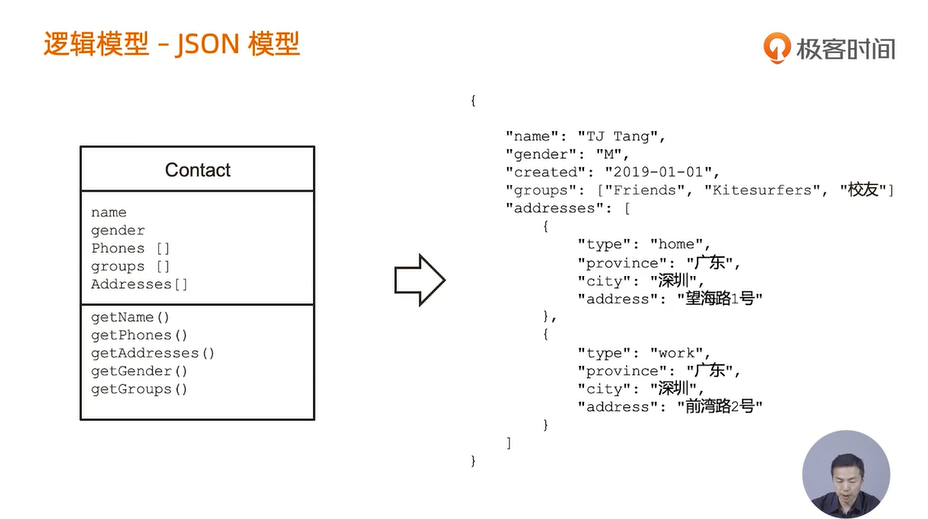 逻辑模型 – JSON 模型
极客时间
Contact
name
gender
Phones []
groups []
Addresses[]
getName()
getPhones()
getAddresses()
getGender()
getGroups()
{
"name": "TJ Tang",
"gender": "M",
"created": "2019-01-01",
"groups": ["Friends", "Kitesurfers", "校友"]
"addresses": [
{
"type": "home",
"province": "广东",
"city": "深圳",
"address": "望海路1号"
},
{
"type": "work",
"province": "广东",
"city": "深圳",
"address": "前湾路2号"
}
]
}